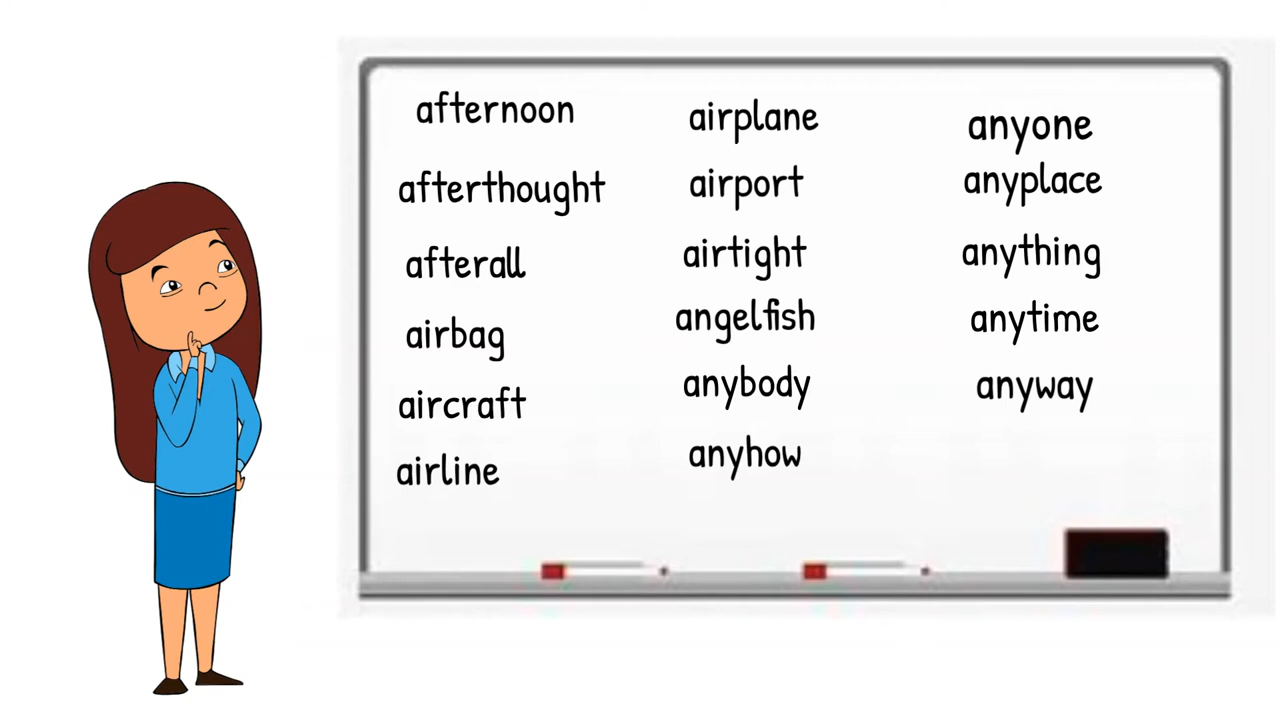 afternoon
afterthought
afterall
airbag
aircraft
airline
airplane
airport
airtight
angelfish
anybody
anyhow
anyone
anyplace
anything
anytime
anyway